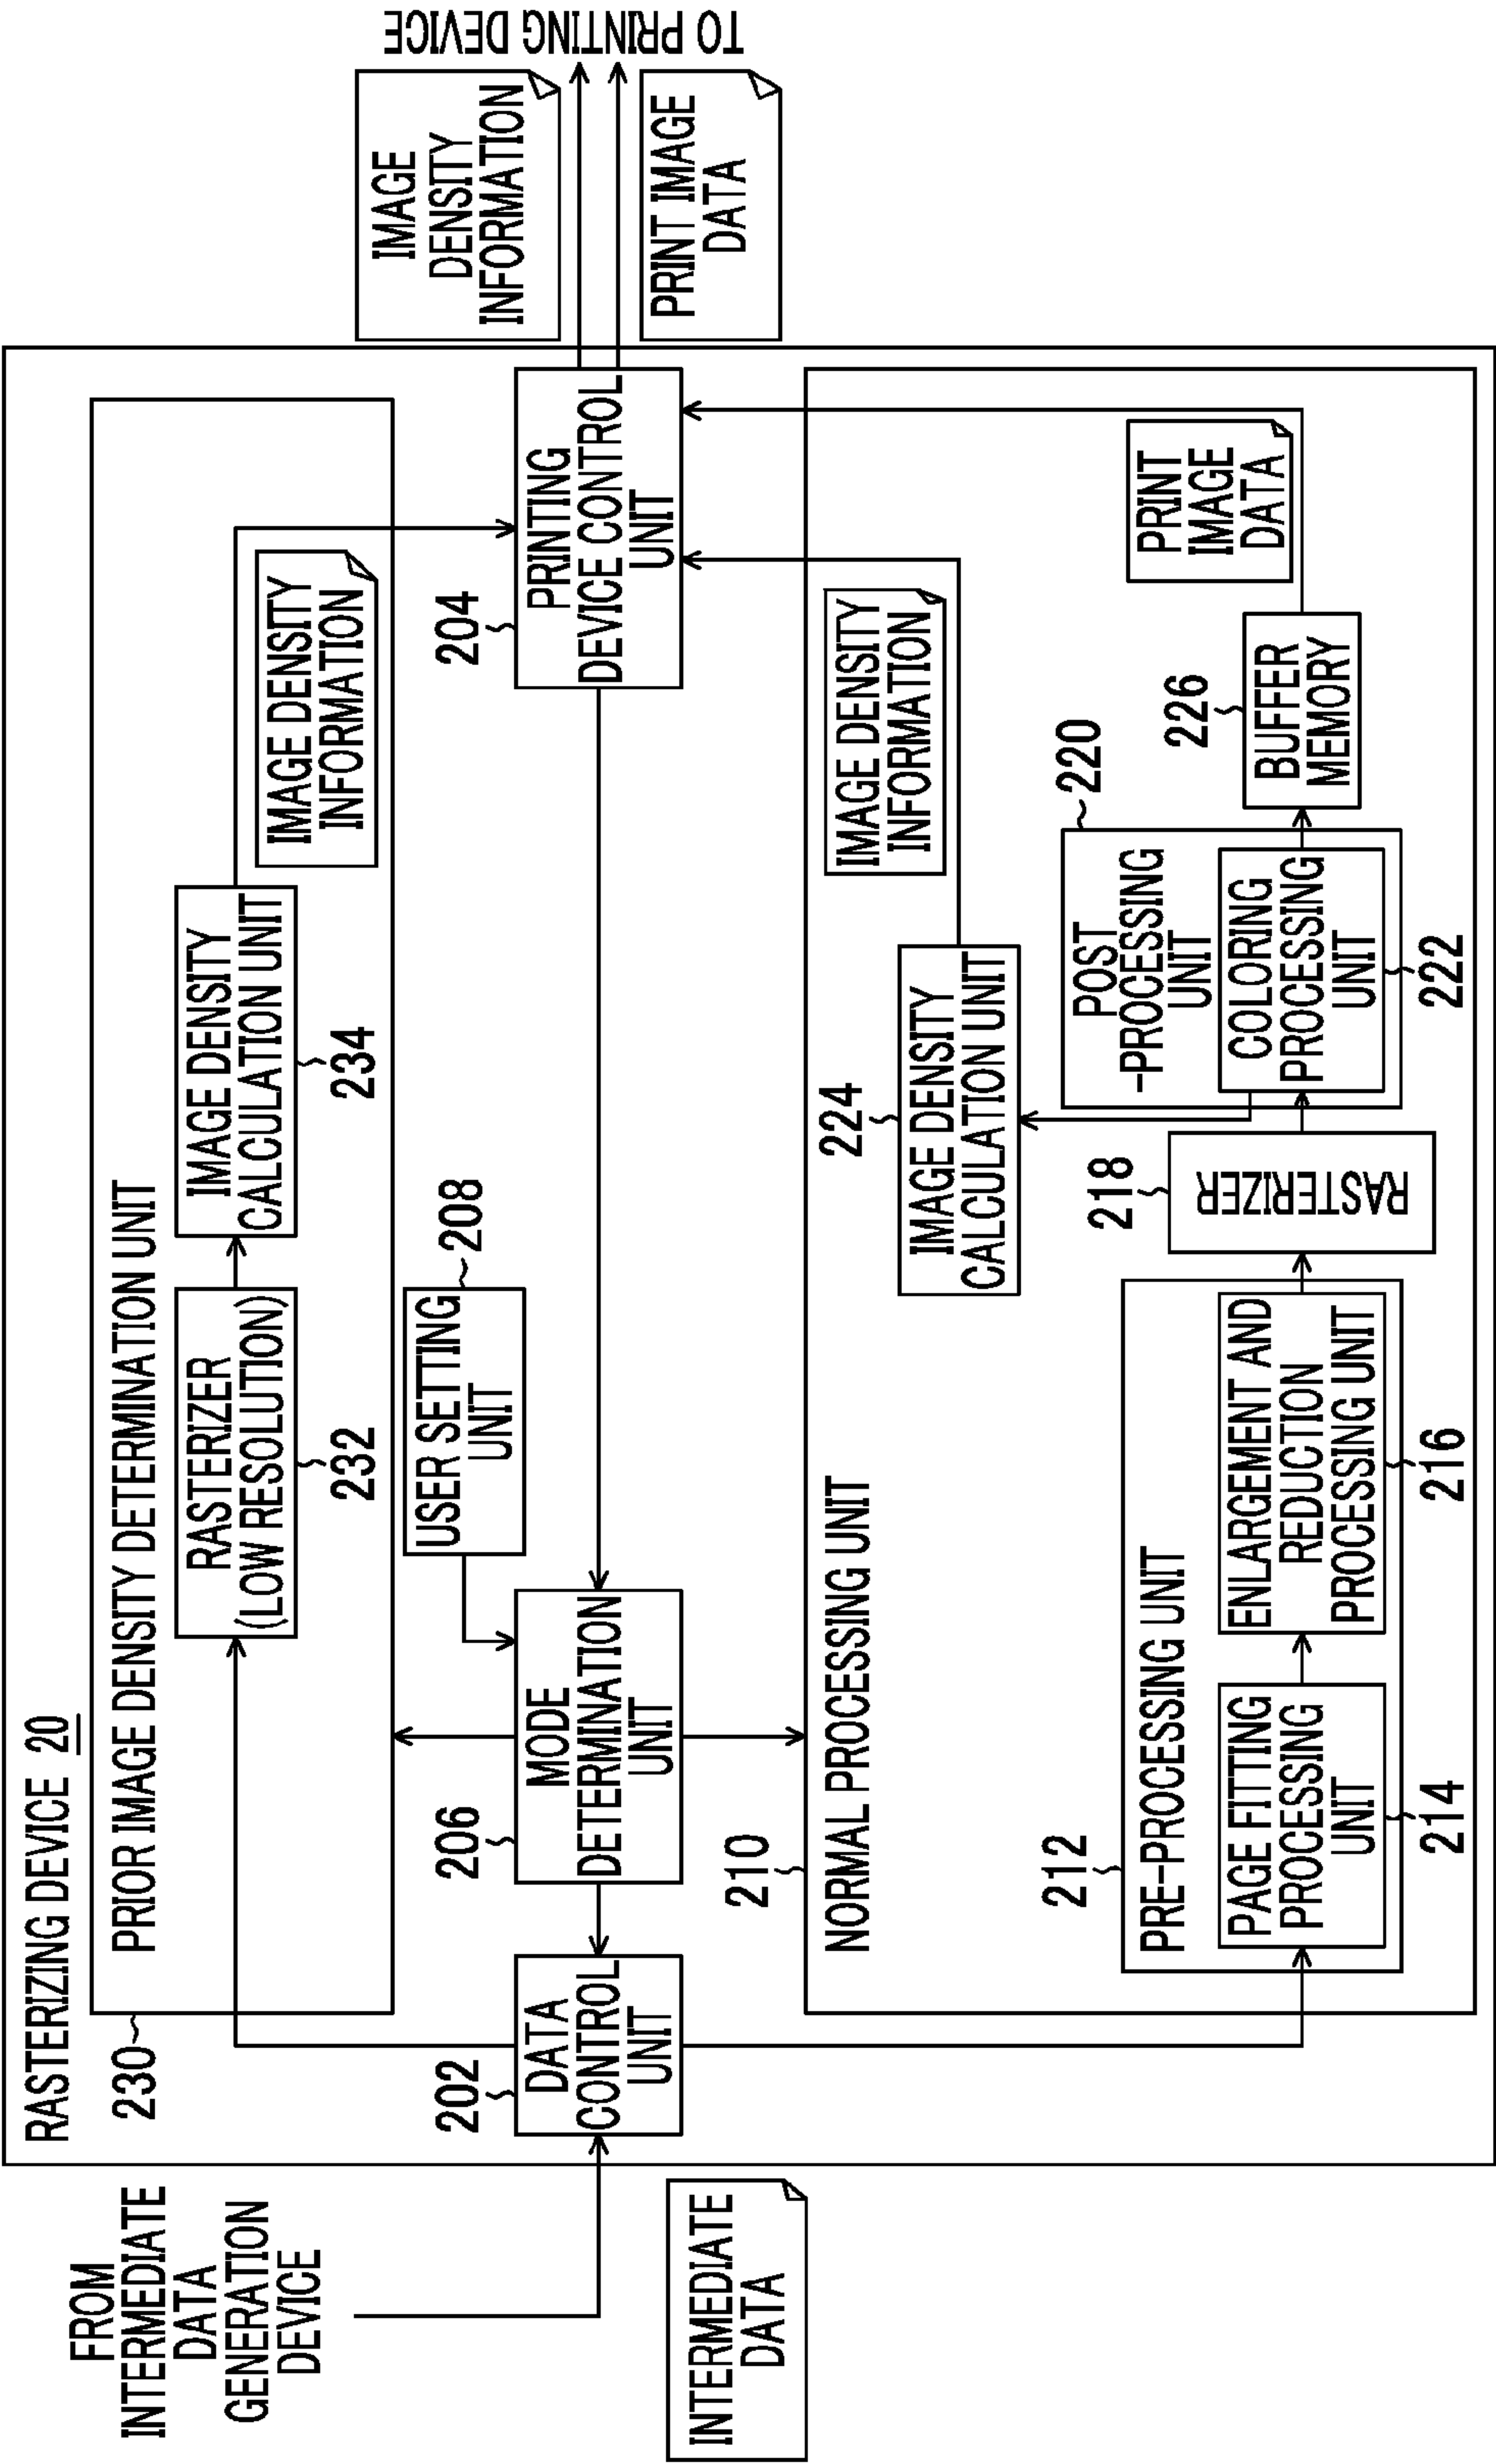 RASTERIZING DEVICE 20
FROM
INTERMEDIATE
DATA
GENERATION
DEVICE
INTERMEDIATE
DATA
230
PRIOR IMAGE DENSITY DETERMINATION UNIT
RASTERIZER
(LOW RESOLUTION)
232
IMAGE DENSITY
CALCULATION UNIT
234
IMAGE DENSITY
INFORMATION
202
DATA
CONTROL
UNIT
206
MODE
DETERMINATION
UNIT
USER SETTING
UNIT
208
204
PRINTING
DEVICE CONTROL
UNIT
IMAGE
DENSITY
INFORMATION
TO PRINTING DEVICE
PRINT IMAGE
DATA
210
NORMAL PROCESSING UNIT
212
PRE-PROCESSING UNIT
PAGE FITTING
PROCESSING
UNIT
214
ENLARGEMENT AND
REDUCTION
PROCESSING UNIT
216
218
RASTERIZER
224
IMAGE DENSITY
CALCULATION UNIT
IMAGE DENSITY
INFORMATION
220
POST
-PROCESSING
UNIT
COLORING
PROCESSING
UNIT
222
226
BUFFER
MEMORY
PRINT
IMAGE
DATA